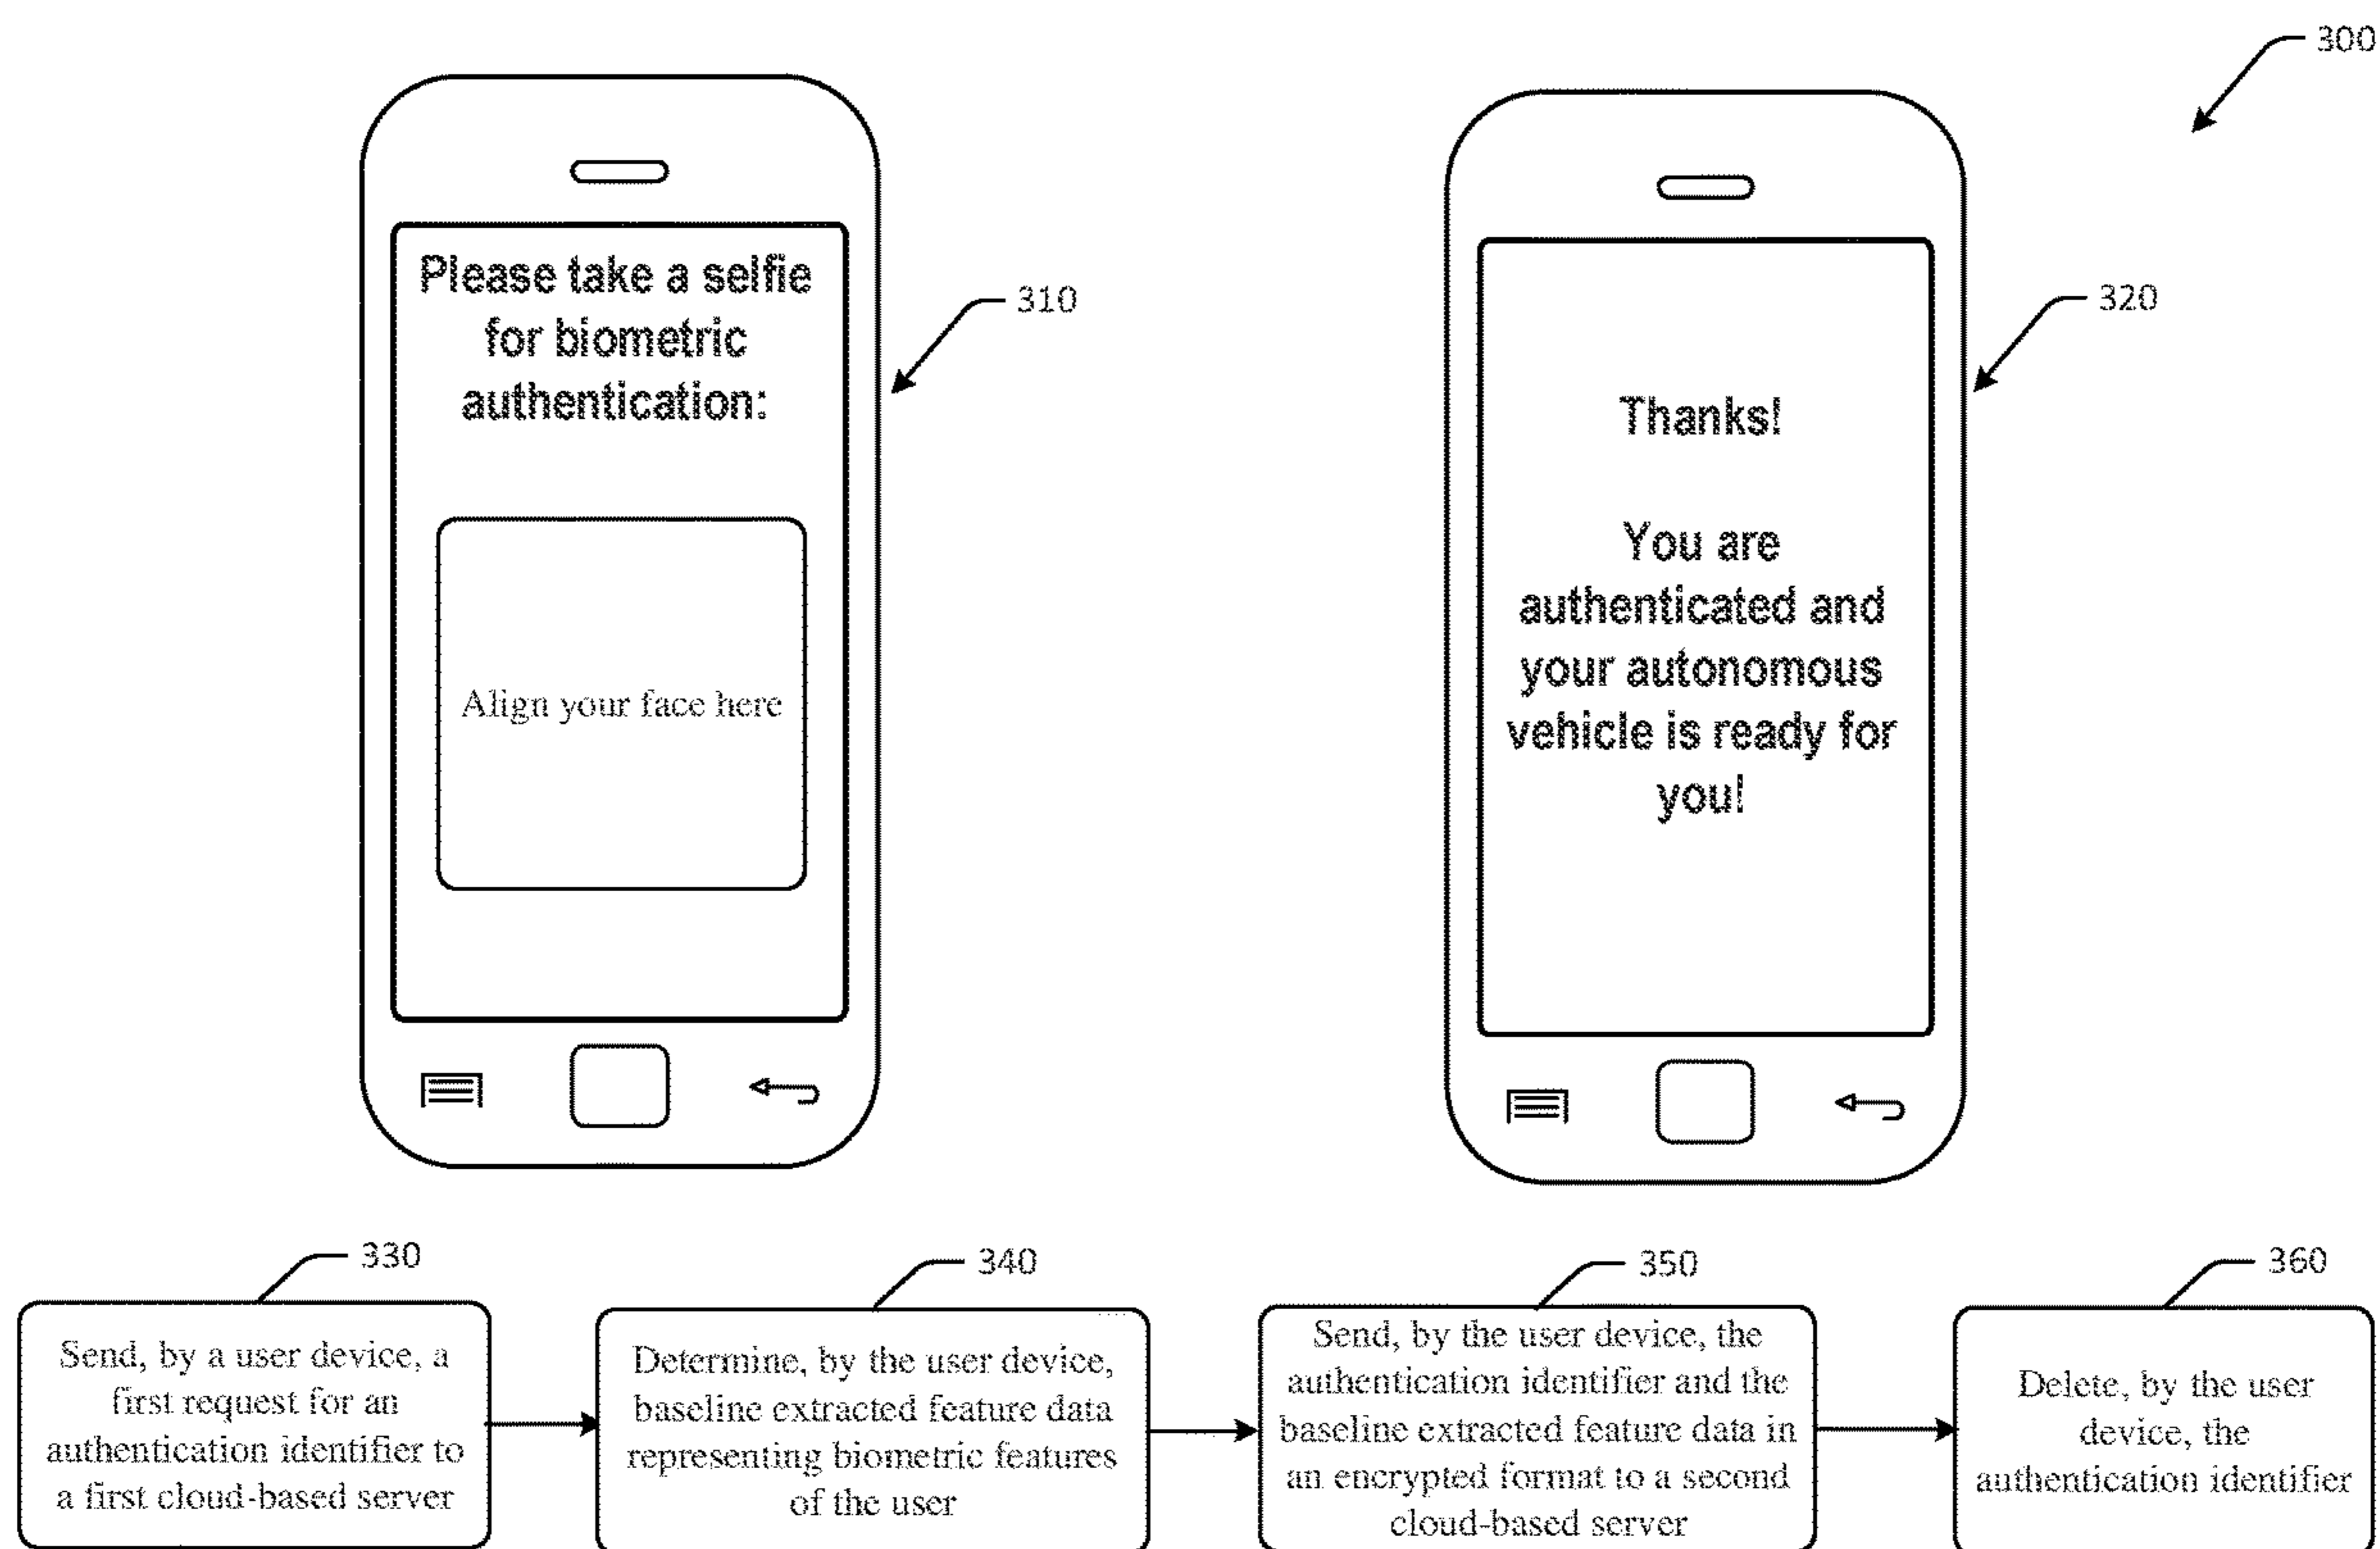 300
Please take a selfie
for biometric
authentication:
Align your face here
310
Thanks!
You are
authenticated and
your autonomous
vehicle is ready for
you!
320
330
Send, by a user device, a
first request for an
authentication identifier to
a first cloud-based server
340
Determine, by the user device,
baseline extracted feature data
representing biometric features
of the user
350
Send, by the user device, the
authentication identifier and the
baseline extracted feature data in
an encrypted format to a second
cloud-based server
360
Delete, by the user
device, the
authentication identifier